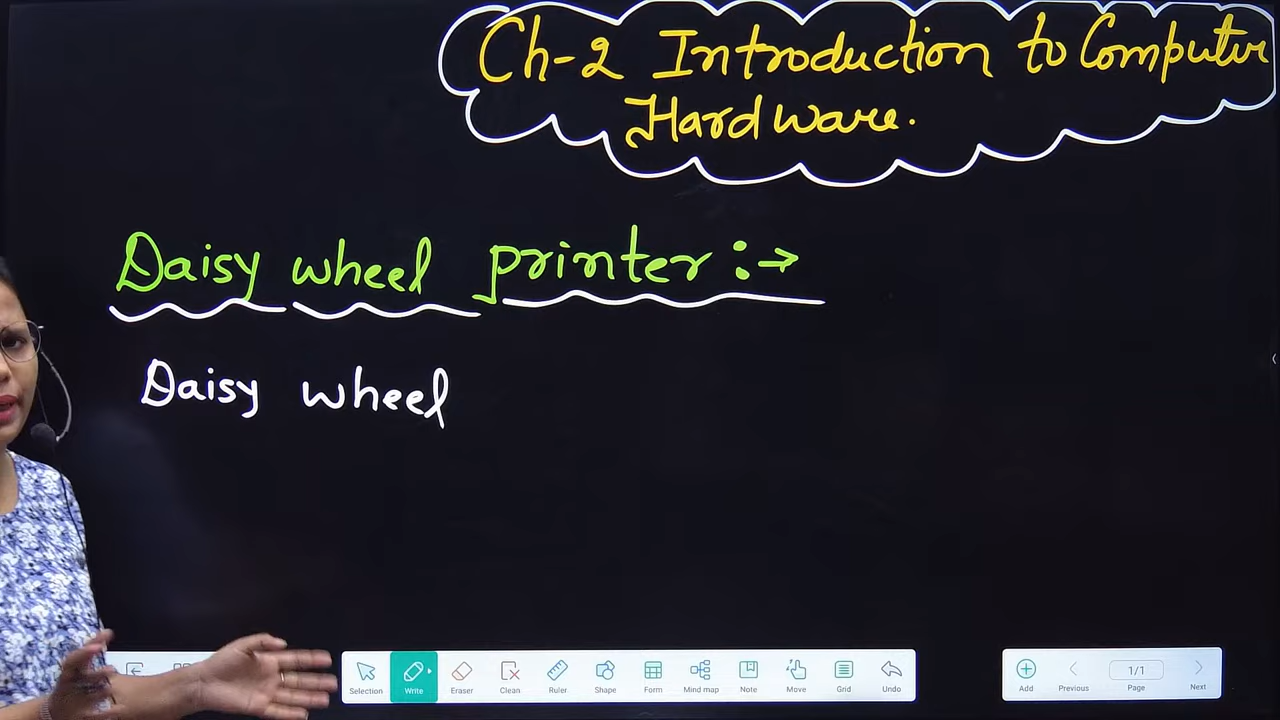 Ch-2 Introduction to Computer
Hardware.
Daisy wheel printer :→
Daisy wheel
Selection
Write
Eraser
Clean
Ruler
Shape
Form
Mind map
Note
Move
Grid
Undo
Add
Previous
1/1
Page
Next